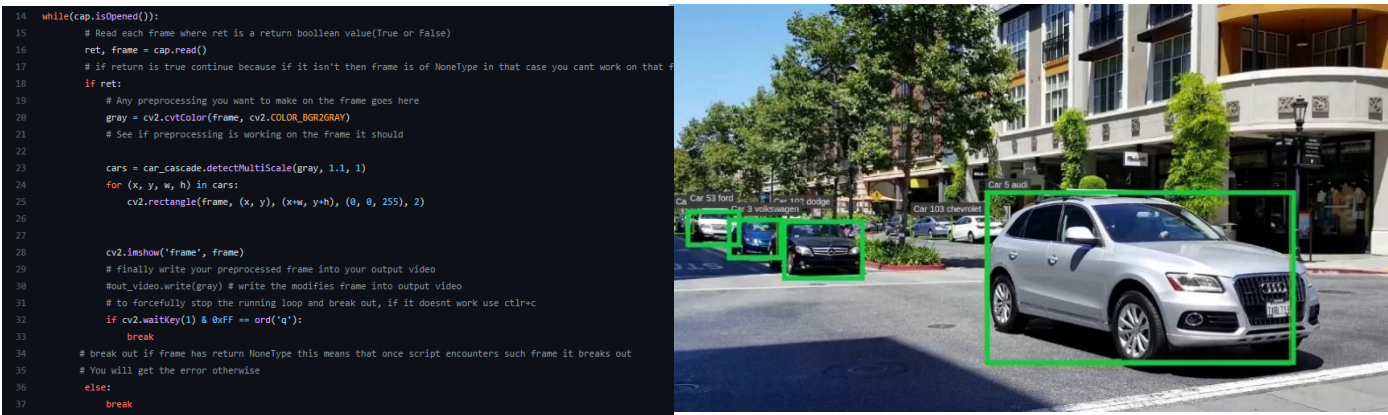 14 while(cap.isOpened()):
15 # Read each frame where ret is a return boollean value(True or False)
16 ret, frame = cap.read()
17 # if return is true continue because if it isn't then frame is of NoneType in that case you cant work on that f
18 if ret:
19 # Any preprocessing you want to make on the frame goes here
20 gray = cv2.cvtColor(frame, cv2.COLOR_BGR2GRAY)
21 # See if preprocessing is working on the frame it should
22
23 cars = car_cascade.detectMultiScale(gray, 1.1, 1)
24 for (x, y, w, h) in cars:
25 cv2.rectangle(frame, (x, y), (x+w, y+h), (0, 0, 255), 2)
26
27
28 cv2.imshow('frame', frame)
29 # finally write your preprocessed frame into your output video
30 #out_video.write(gray) # write the modifies frame into output video
31 # to forcefully stop the running loop and break out, if it doesnt work use ctlr+c
32 if cv2.waitKey(1) & 0xFF == ord('q'):
33 break
34 # break out if frame has return NoneType this means that once script encounters such frame it breaks out
35 # You will get the error otherwise
36 else:
37 break
Car 5 audi
Ca
Car 53 ford
Car 102 dodge
Car 3 volkswagen
Car 103 chevrolet